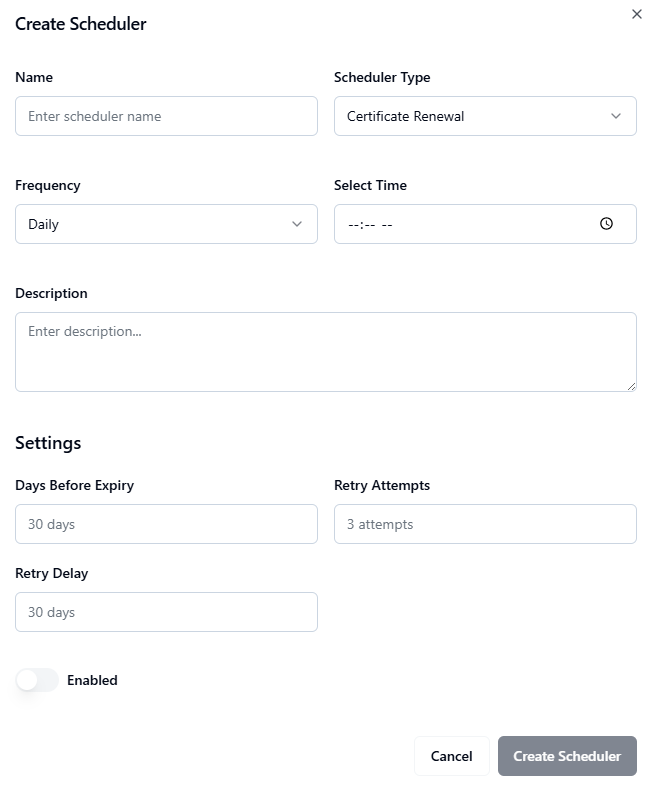 Create Scheduler
Name
Scheduler Type
Enter scheduler name
Certificate Renewal
Frequency
Select Time
Daily
--:-- --
Description
Enter description...
Settings
Days Before Expiry
Retry Attempts
30 days
3 attempts
Retry Delay
30 days
Enabled
Cancel
Create Scheduler